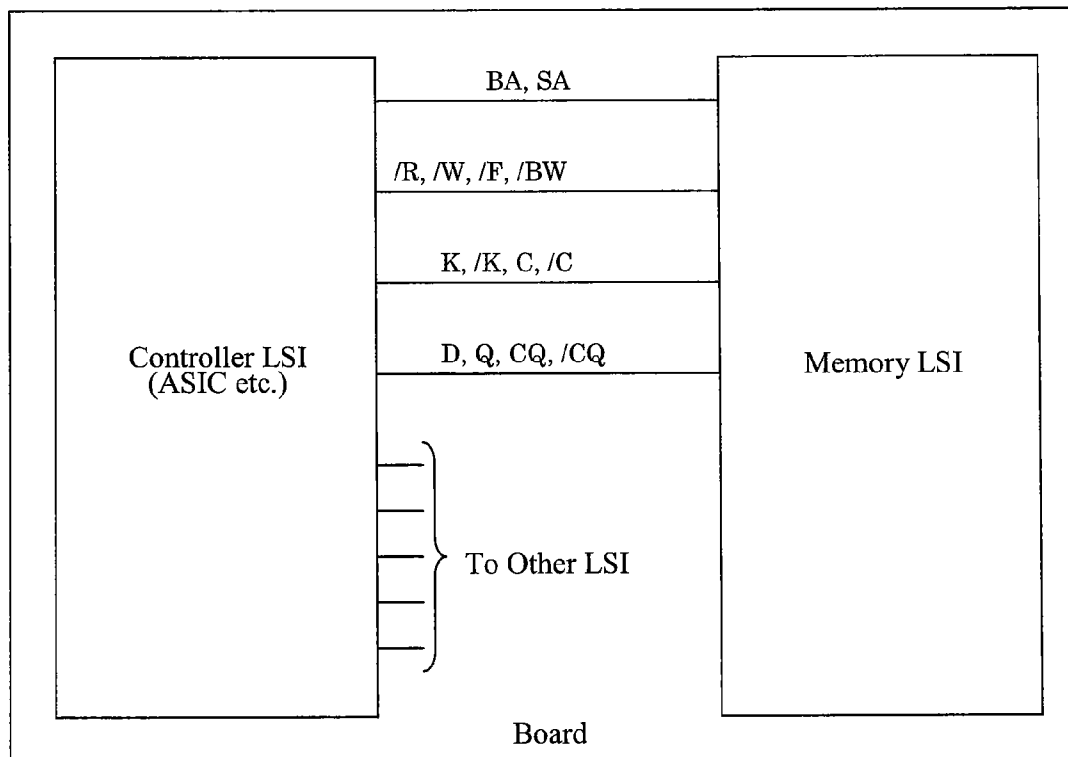 BA, SA
/R, /W, /F, /BW
K, /K, C, /C
D, Q, CQ, /CQ
Controller LSI
(ASIC etc.)
Memory LSI
To Other LSI
Board